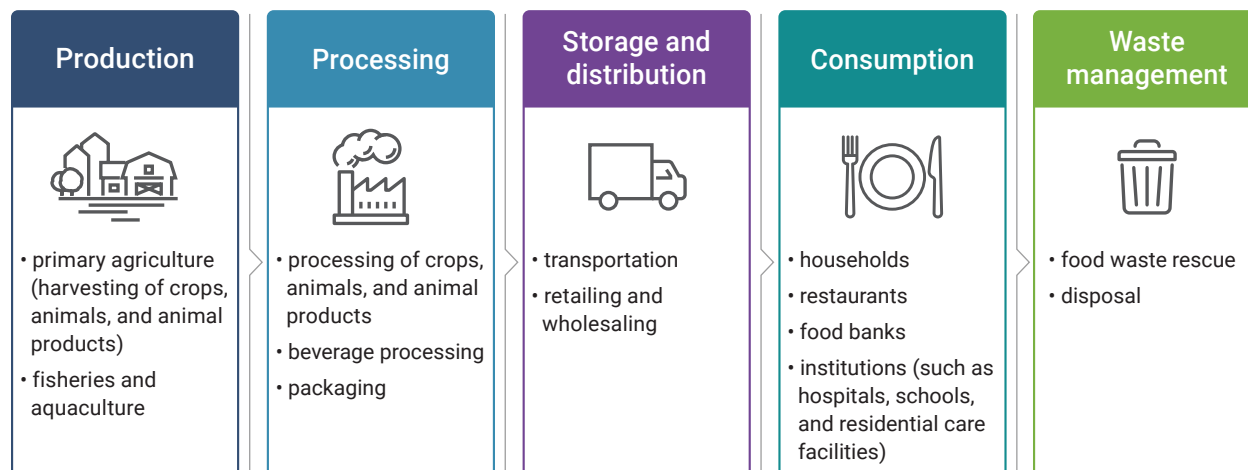 Production
• primary agriculture
(harvesting of crops,
animals, and animal
products)
• fisheries and
aquaculture
Processing
• processing of crops,
animals, and animal
products
• beverage processing
• packaging
Storage and
distribution
• transportation
• retailing and
wholesaling
Consumption
• households
• restaurants
• food banks
• institutions (such as
hospitals, schools,
and residential care
facilities)
Waste
management
• food waste rescue
• disposal